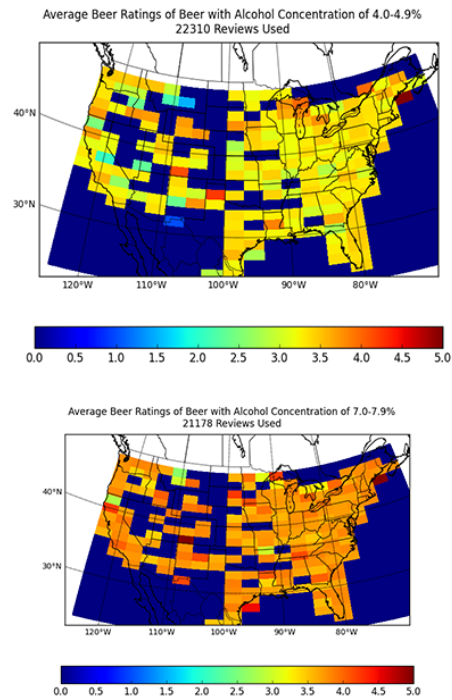 Average Beer Ratings of Beer with Alcohol Concentration of 4.0-4.9%
22310 Reviews Used
40°N
30°N
120°W 110°W 100°W 90°W 80°W
0.0 0.5 1.0 1.5 2.0 2.5 3.0 3.5 4.0 4.5 5.0
Average Beer Ratings of Beer with Alcohol Concentration of 7.0-7.9%
21178 Reviews Used
40°N
30°N
120°W 110°W 100°W 90°W 80°W
0.0 0.5 1.0 1.5 2.0 2.5 3.0 3.5 4.0 4.5 5.0